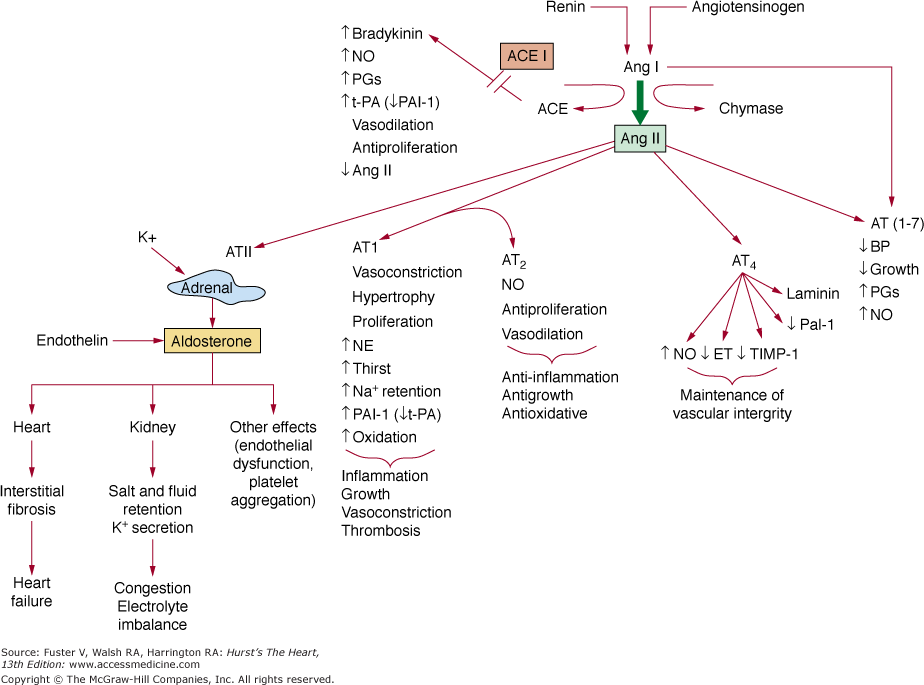 Renin
Angiotensinogen
↑ Bradykinin
↑ NO
↑ PGs
↑ t-PA (↓PAI-1)
Vasodilation
Antiproliferation
↓ Ang II
ACE I
Ang I
ACE
Chymase
Ang II
K+
ATII
Adrenal
Endothelin
Aldosterone
Heart
Interstitial
fibrosis
Heart
failure
Kidney
Salt and fluid
retention
K⁺ secretion
Congestion
Electrolyte
imbalance
Other effects
(endothelial
dysfunction,
platelet
aggregation)
AT1
Vasoconstriction
Hypertrophy
Proliferation
↑ NE
↑ Thirst
↑ Na⁺ retention
↑ PAI-1 (↓t-PA)
↑ Oxidation
Inflammation
Growth
Vasoconstriction
Thrombosis
AT₂
NO
Antiproliferation
Vasodilation
Anti-inflammation
Antigrowth
Antioxidative
AT₄
Laminin
↓ Pal-1
↑ NO ↓ ET ↓ TIMP-1
Maintenance of
vascular intergrity
AT (1-7)
↓ BP
↓ Growth
↑ PGs
↑ NO
Source: Fuster V, Walsh RA, Harrington RA: Hurst's The Heart,
13th Edition: www.accessmedicine.com
Copyright © The McGraw-Hill Companies, Inc. All rights reserved.